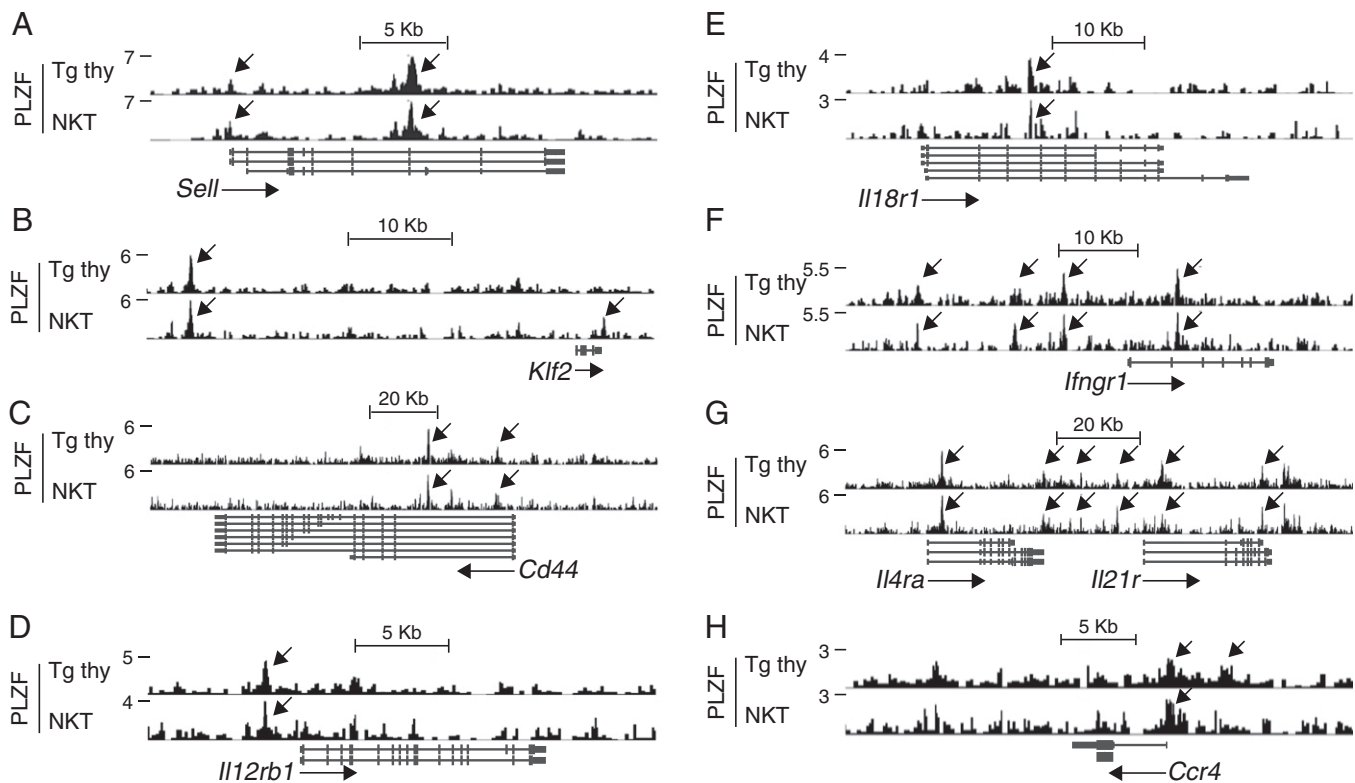 A
5 Kb
PLZF
Tg thy
7
NKT
7
Sell
B
10 Kb
PLZF
Tg thy
6
NKT
6
Klf2
C
20 Kb
PLZF
Tg thy
6
NKT
6
Cd44
D
5 Kb
PLZF
Tg thy
5
NKT
4
Il12rb1
E
10 Kb
PLZF
Tg thy
4
NKT
3
Il18r1
F
10 Kb
PLZF
Tg thy
5.5
NKT
5.5
Ifngr1
G
20 Kb
PLZF
Tg thy
6
NKT
6
Il4ra
Il21r
H
5 Kb
PLZF
Tg thy
3
NKT
3
Ccr4